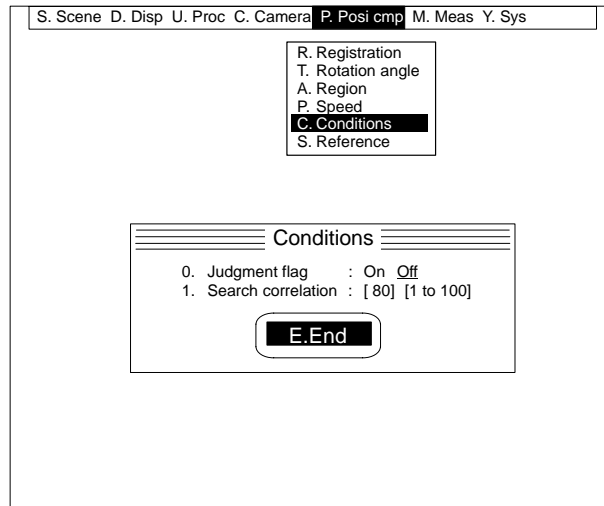 S. Scene D. Disp U. Proc C. Camera P. Posi cmp M. Meas Y. Sys
R. Registration
T. Rotation angle
A. Region
P. Speed
C. Conditions
S. Reference
Conditions
0. Judgment flag : On Off
1. Search correlation : [ 80] [1 to 100]
E.End